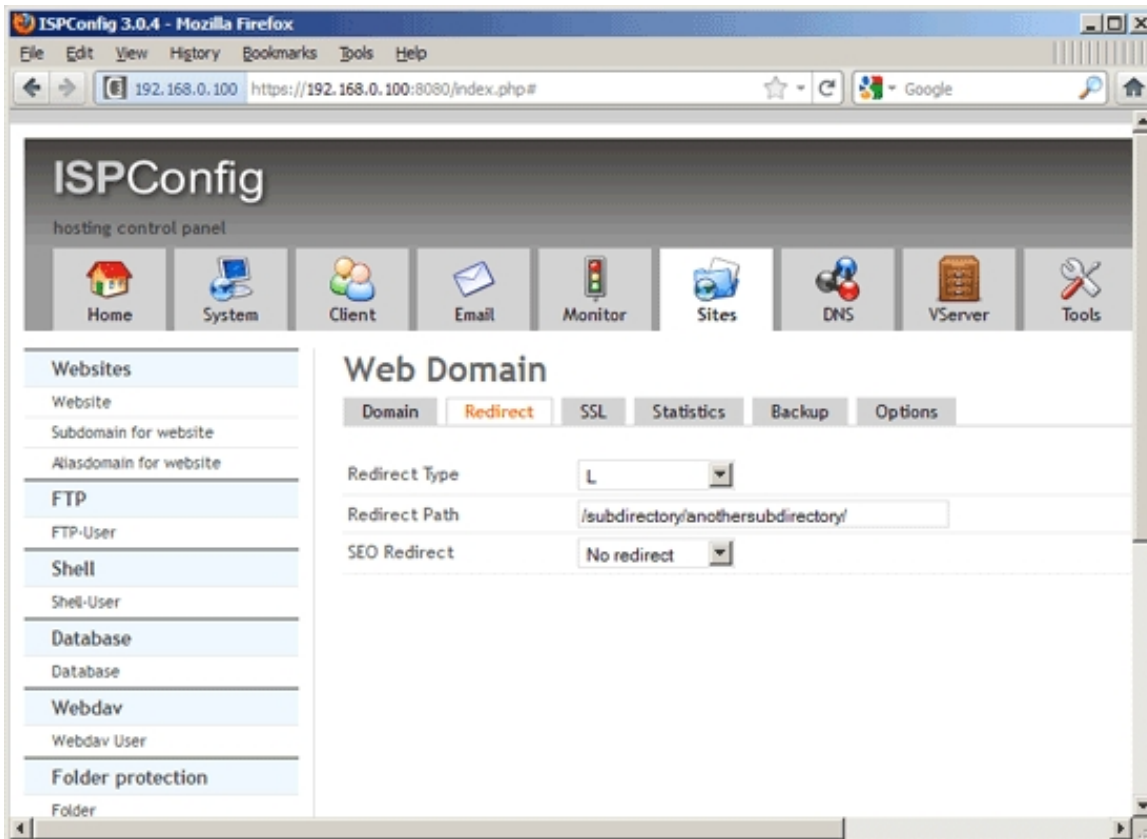 ISPConfig 3.0.4 - Mozilla Firefox
File Edit View History Bookmarks Tools Help
192.168.0.100 https://192.168.0.100:8080/index.php# Google
ISPConfig
hosting control panel
Home System Client Email Monitor Sites DNS VServer Tools
Websites
Website
Subdomain for website
Aliasdomain for website
FTP
FTP-User
Shell
Shell-User
Database
Database
Webdav
Webdav User
Folder protection
Folder
Web Domain
Domain Redirect SSL Statistics Backup Options
Redirect Type L
Redirect Path /subdirectory/anothersubdirectory/
SEO Redirect No redirect